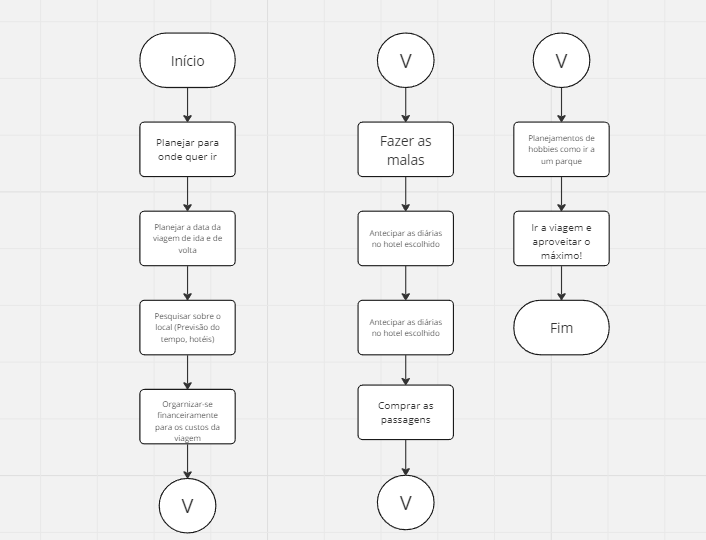 Início
Planejar para
onde quer ir
Planejar a data da
viagem de ida e de
volta
Pesquisar sobre o
local (Previsão do
tempo, hotéis)
Orgarnizar-se
financeiramente
para os custos da
viagem
V
V
Fazer as
malas
Antecipar as diárias
no hotel escolhido
Antecipar as diárias
no hotel escolhido
Comprar as
passagens
V
V
Planejamentos de
hobbies como ir a
um parque
Ir a viagem e
aproveitar o
máximo!
Fim